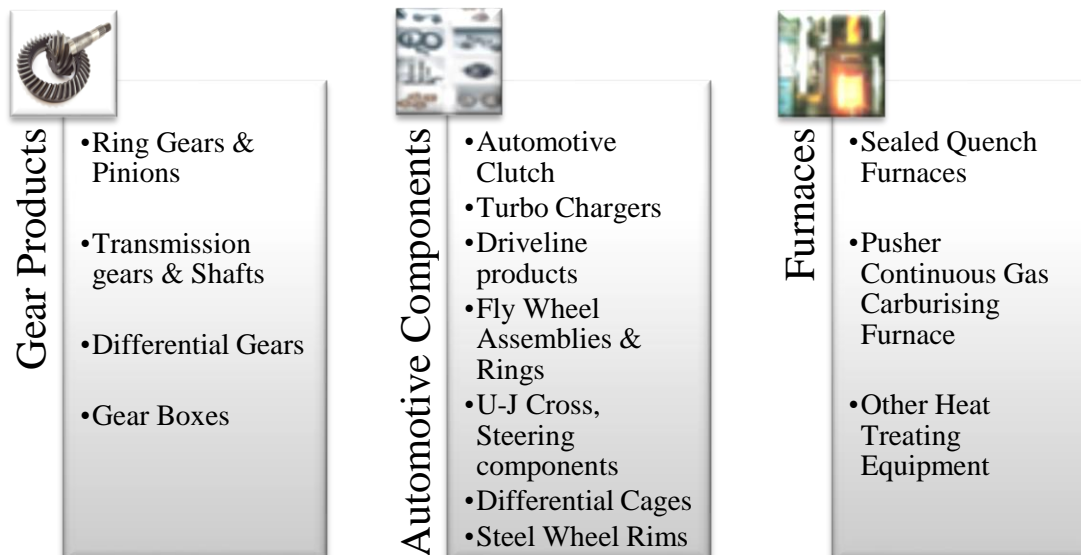 Gear Products
•Ring Gears &
Pinions
•Transmission
gears & Shafts
•Differential Gears
•Gear Boxes
Automotive Components
•Automotive
Clutch
•Turbo Chargers
•Driveline
products
•Fly Wheel
Assemblies &
Rings
•U-J Cross,
Steering
components
•Differential Cages
•Steel Wheel Rims
Furnaces
•Sealed Quench
Furnaces
•Pusher
Continuous Gas
Carburising
Furnace
•Other Heat
Treating
Equipment